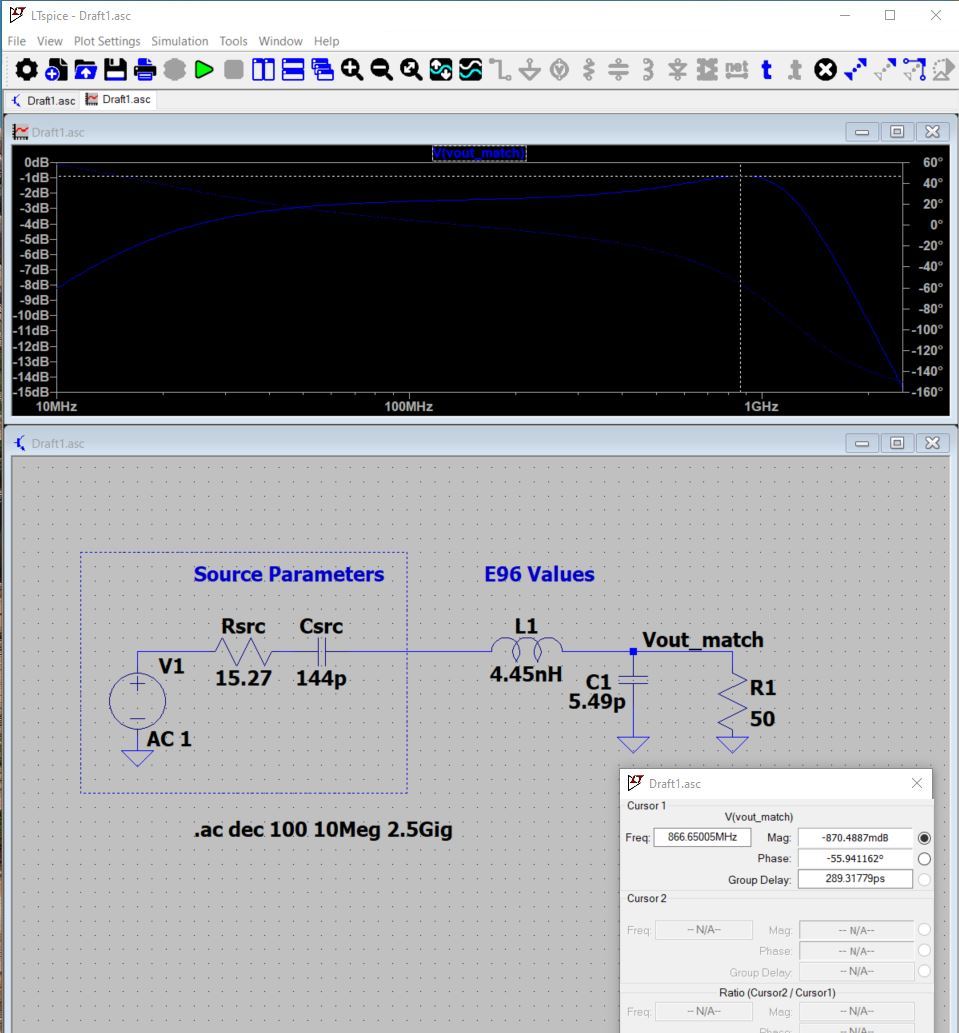 LTspice - Draft1.asc
File View Plot Settings Simulation Tools Window Help
Draft1.asc Draft1.asc
Draft1.asc
V(vout_match)
0dB
-1dB
-2dB
-3dB
-4dB
-5dB
-6dB
-7dB
-8dB
-9dB
-10dB
-11dB
-12dB
-13dB
-14dB
-15dB
60°
40°
20°
0°
-20°
-40°
-60°
-80°
-100°
-120°
-140°
-160°
10MHz 100MHz 1GHz
Draft1.asc
Source Parameters E96 Values
Rsrc Csrc L1
Vout_match
V1
15.27 144p 4.45nH
C1 R1
5.49p
50
AC 1
.ac dec 100 10Meg 2.5Gig
Draft1.asc
Cursor 1
V(vout_match)
Freq: 866.65005MHz Mag: -870.4887mdB
Phase: -55.941162°
Group Delay: 289.31779ps
Cursor 2
Freq: -- N/A-- Mag: -- N/A--
Phase: -- N/A--
Group Delay: -- N/A--
Ratio (Cursor2 / Cursor1)
Freq: -- N/A-- Mag: -- N/A--
Phase: -- N/A--